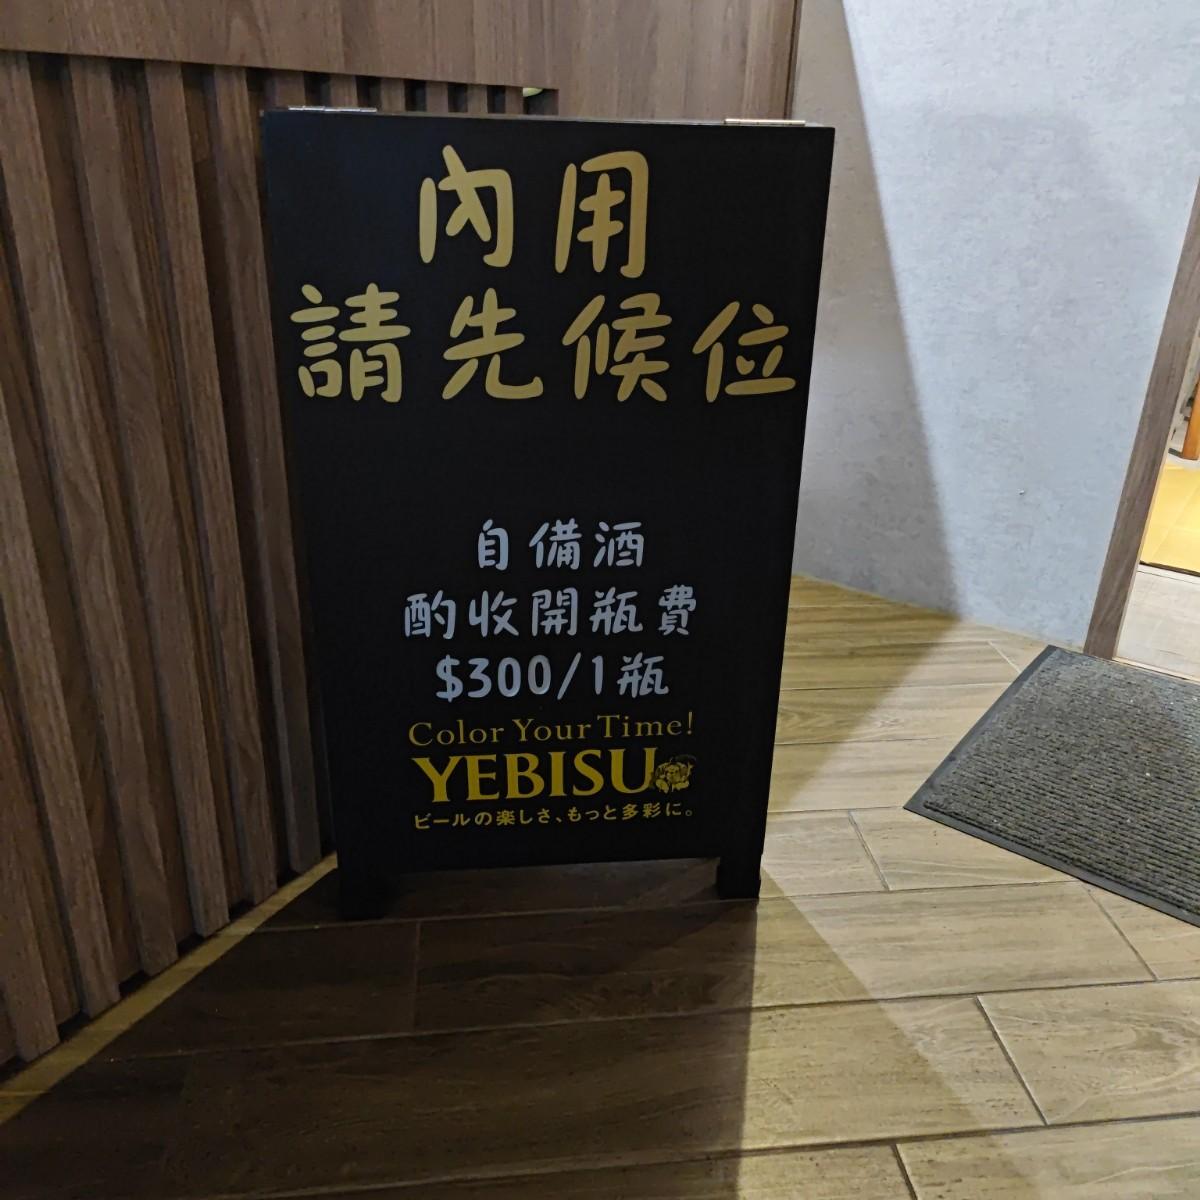 內用
請先候位
自備酒
酌收開瓶費
$300/1瓶
Color Your Time!
YEBISU
ビールの楽しさ、もっと多彩に。